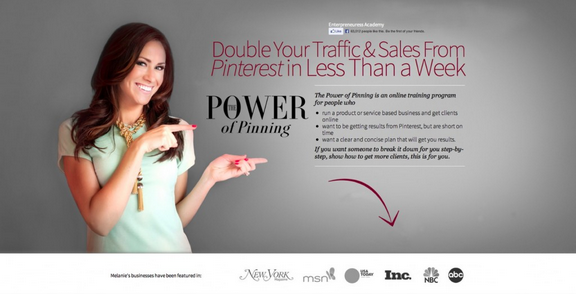 Entrepreneuress Academy
Like
Double Your Traffic & Sales From
Pinterest in Less Than a Week
THE
POWER
of Pinning
The Power of Pinning is an online training program
for people who
run a product or service based business and get clients
online
want to be getting results from Pinterest, but are short on
time
want a clear and concise plan that will get you results.
If you want someone to break it down for you step-by-
step, show how to get more clients, this is for you.
Melanie's businesses have been featured in:
NEW YORK
msn
USA
TODAY
Inc.
NBC
abc